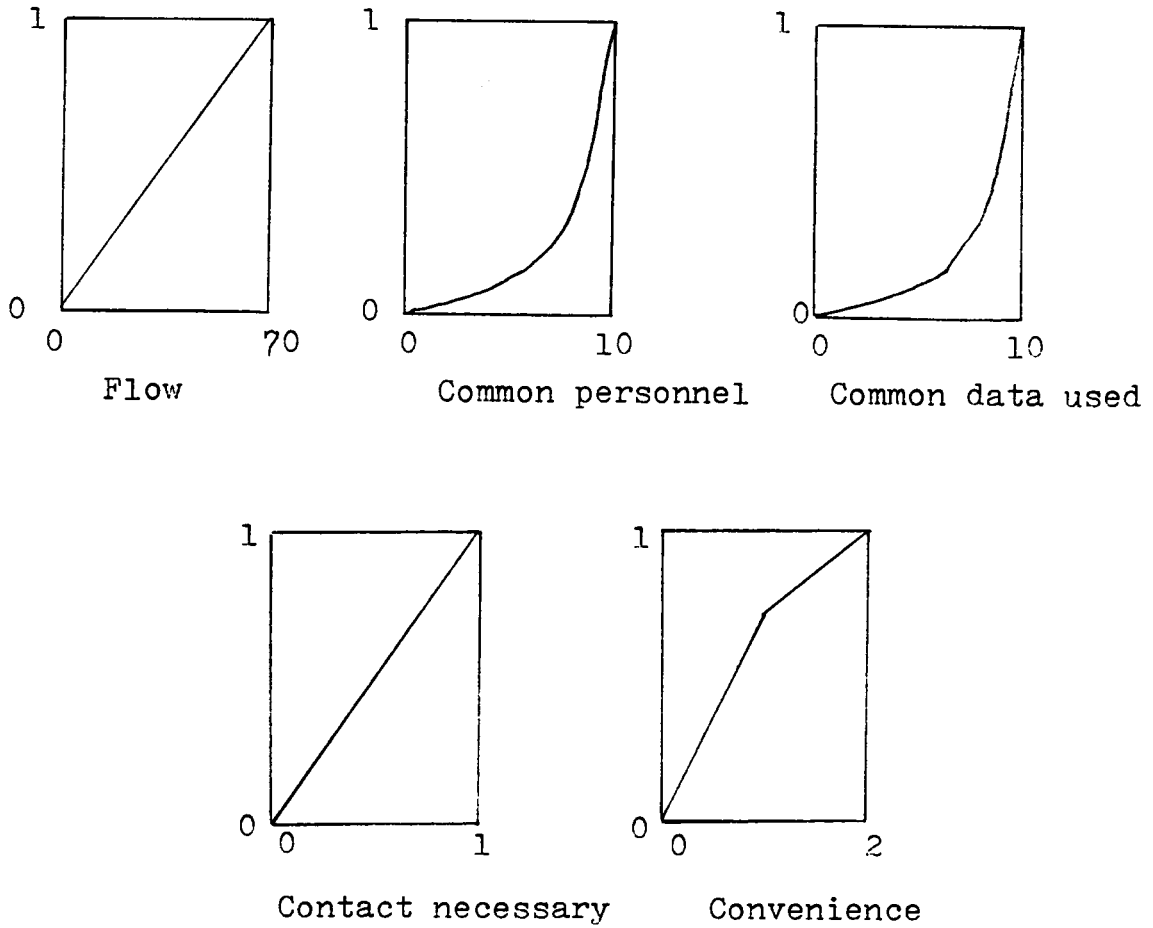 1 1 1
0 0 0
0 70 0 10 0 10
Flow Common personnel Common data used
1 1
0 0
0 1 0 2
Contact necessary Convenience